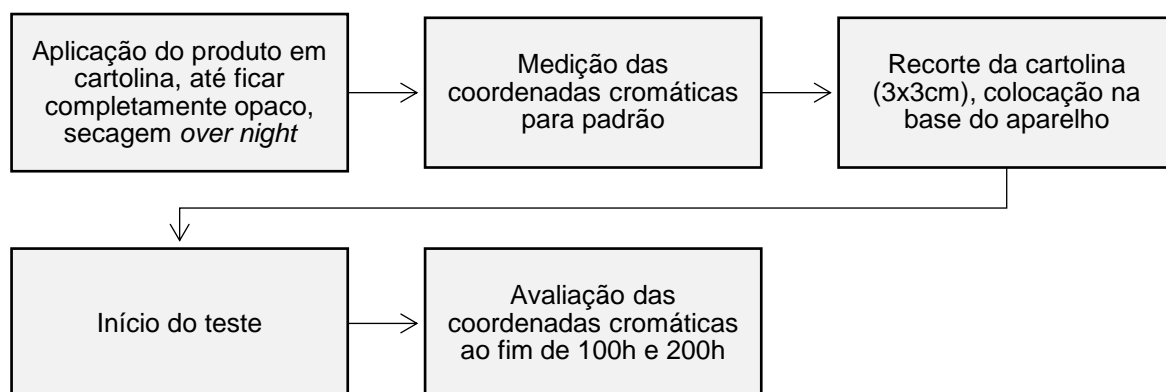 Aplicação do produto em
cartolina, até ficar
completamente opaco,
secagem over night
Medição das
coordenadas cromáticas
para padrão
Recorte da cartolina
(3x3cm), colocação na
base do aparelho
Início do teste
Avaliação das
coordenadas cromáticas
ao fim de 100h e 200h